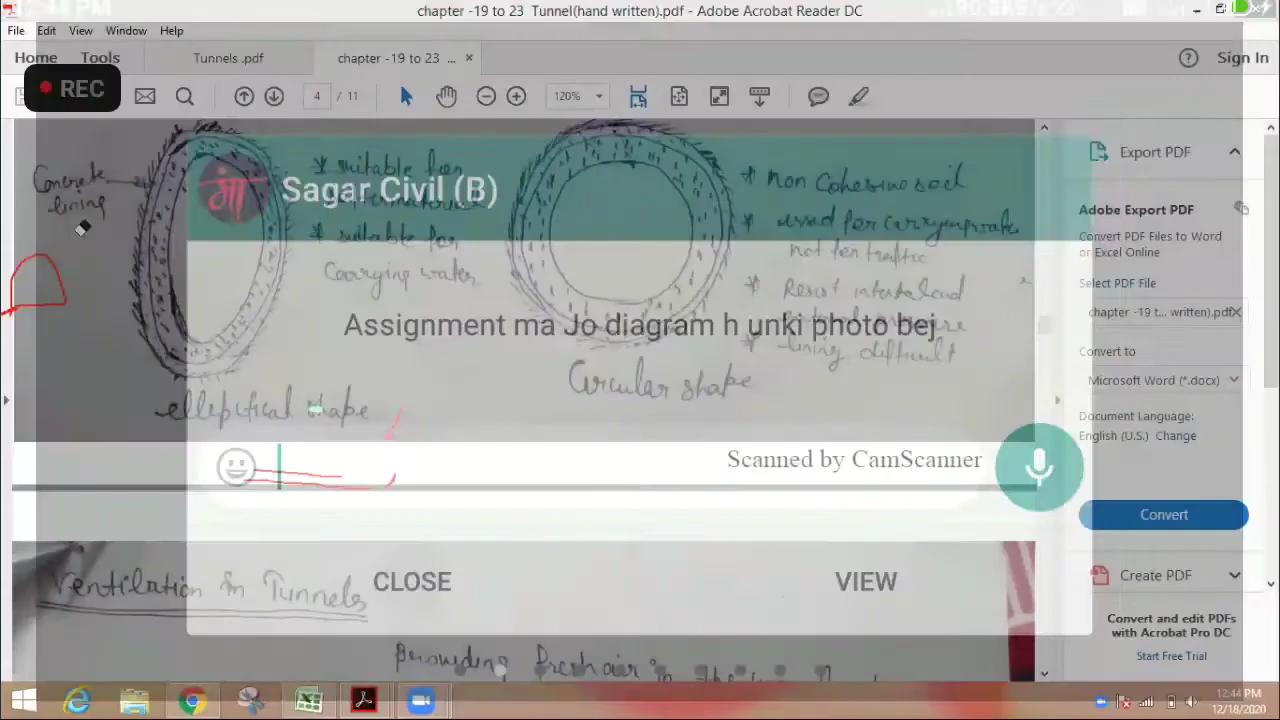 chapter -19 to 23 Tunnel(hand written).pdf - Adobe Acrobat Reader DC
File Edit View Window Help
Home Tools Tunnels .pdf chapter -19 to 23 ... × Sign In
REC
4 / 11 120%
Concrete lining
* suitable for
* suitable for
Carrying water
elliptical shape
* non Cohesive soil
* used for carrying water
not for traffic
* Resist internal and
* lining difficult
Circular shape
मां
Sagar Civil (B)
Assignment ma Jo diagram h unki photo bej
Scanned by CamScanner
CLOSE VIEW
Ventilation in Tunnels
Providing fresh air in the
Export PDF
Adobe Export PDF
Convert PDF Files to Word
or Excel Online
Select PDF File
chapter -19 t... written).pdf ×
Convert to
Microsoft Word (*.docx)
Document Language:
English (U.S.) Change
Convert
Create PDF
Convert and edit PDFs
with Acrobat Pro DC
Start Free Trial
12:44 PM
12/18/2020